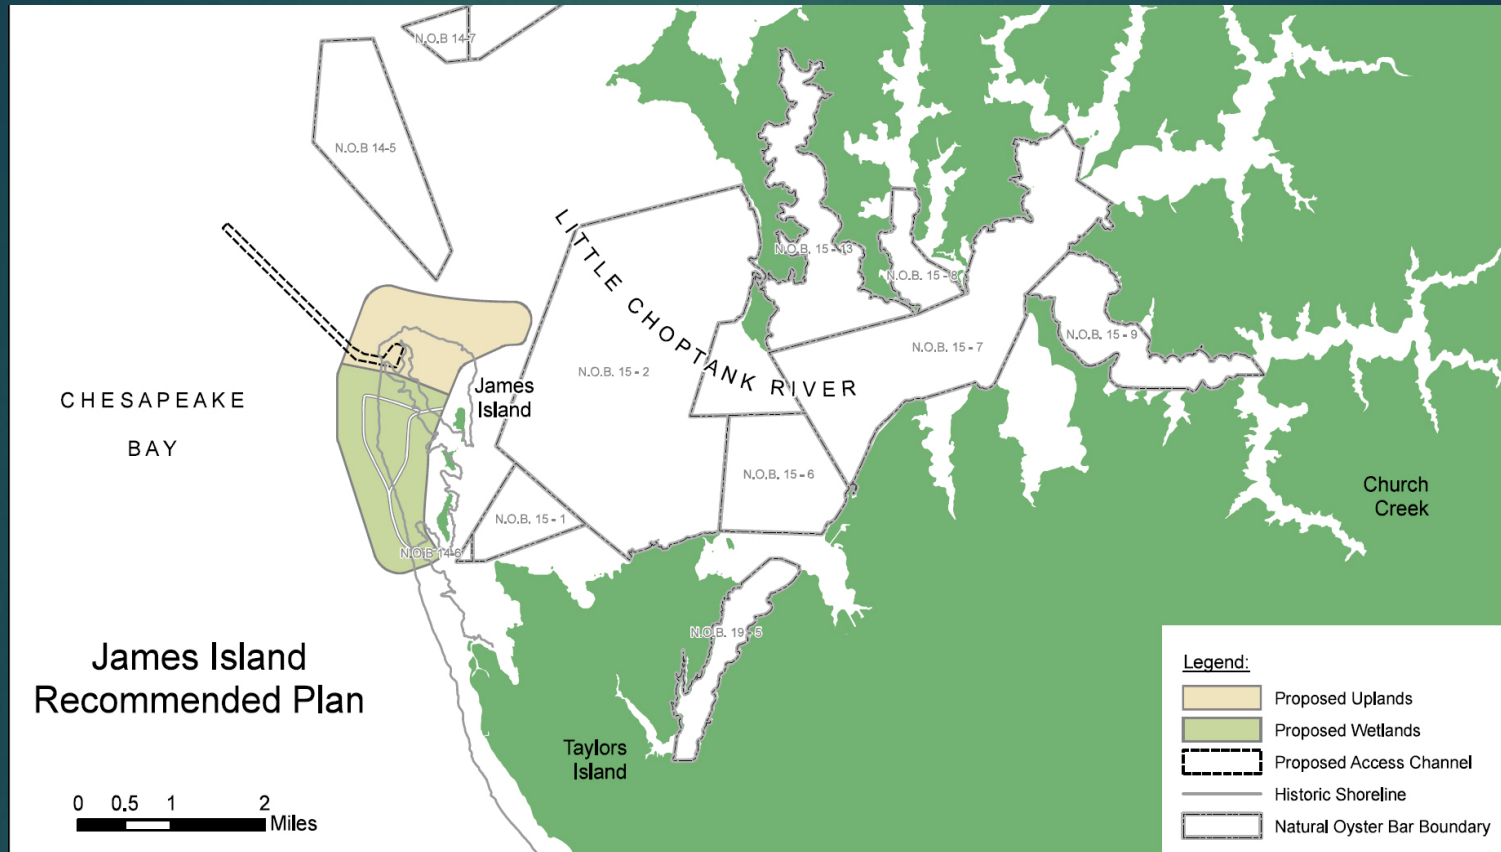 N.O.B 14-7
N.O.B 14-5
LITTLE CHOPTANK RIVER
N.O.B. 15 - 13
N.O.B. 15 - 8
N.O.B. 15 - 9
N.O.B. 15 - 7
N.O.B. 15 - 2
James
Island
CHESAPEAKE
BAY
N.O.B. 15 - 6
N.O.B. 15 - 1
N.O.B 14-6
Church
Creek
N.O.B. 19 - 5
James Island
Recommended Plan
Taylors
Island
0 0.5 1 2
Miles
Legend:
Proposed Uplands
Proposed Wetlands
Proposed Access Channel
Historic Shoreline
Natural Oyster Bar Boundary